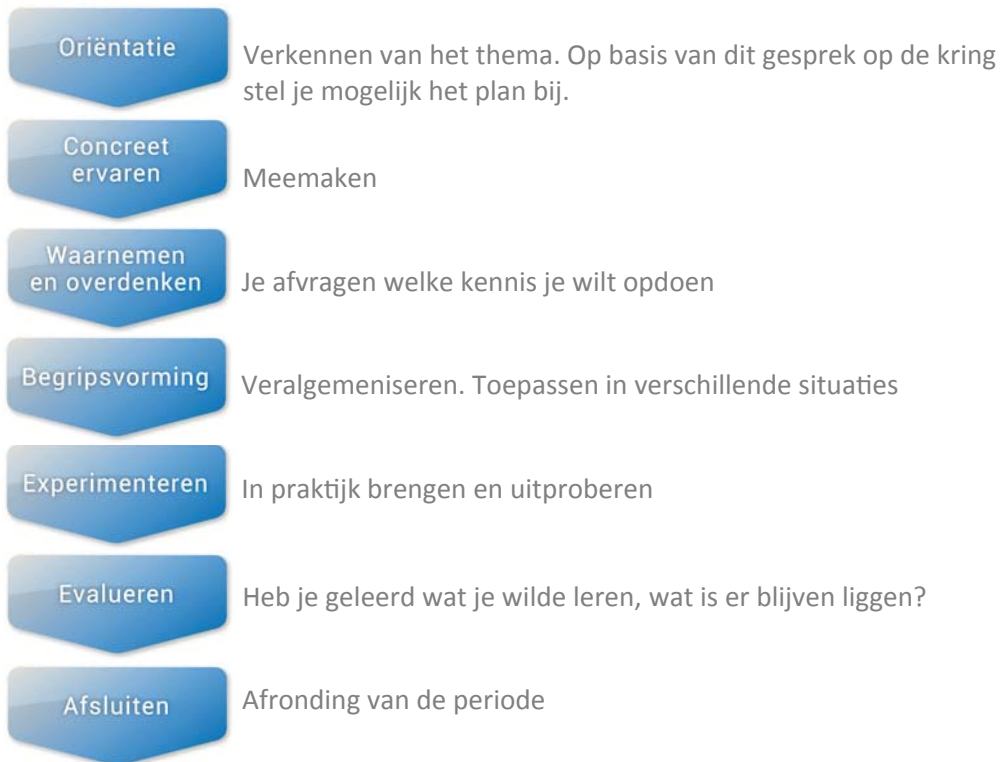 Oriëntatie
Verkennen van het thema. Op basis van dit gesprek op de kring
stel je mogelijk het plan bij.
Concreet
ervaren
Meemaken
Waarnemen
en overdenken
Je afvragen welke kennis je wilt opdoen
Begripsvorming
Veralgemeniseren. Toepassen in verschillende situaties
Experimenteren
In praktijk brengen en uitproberen
Evalueren
Heb je geleerd wat je wilde leren, wat is er blijven liggen?
Afsluiten
Afronding van de periode